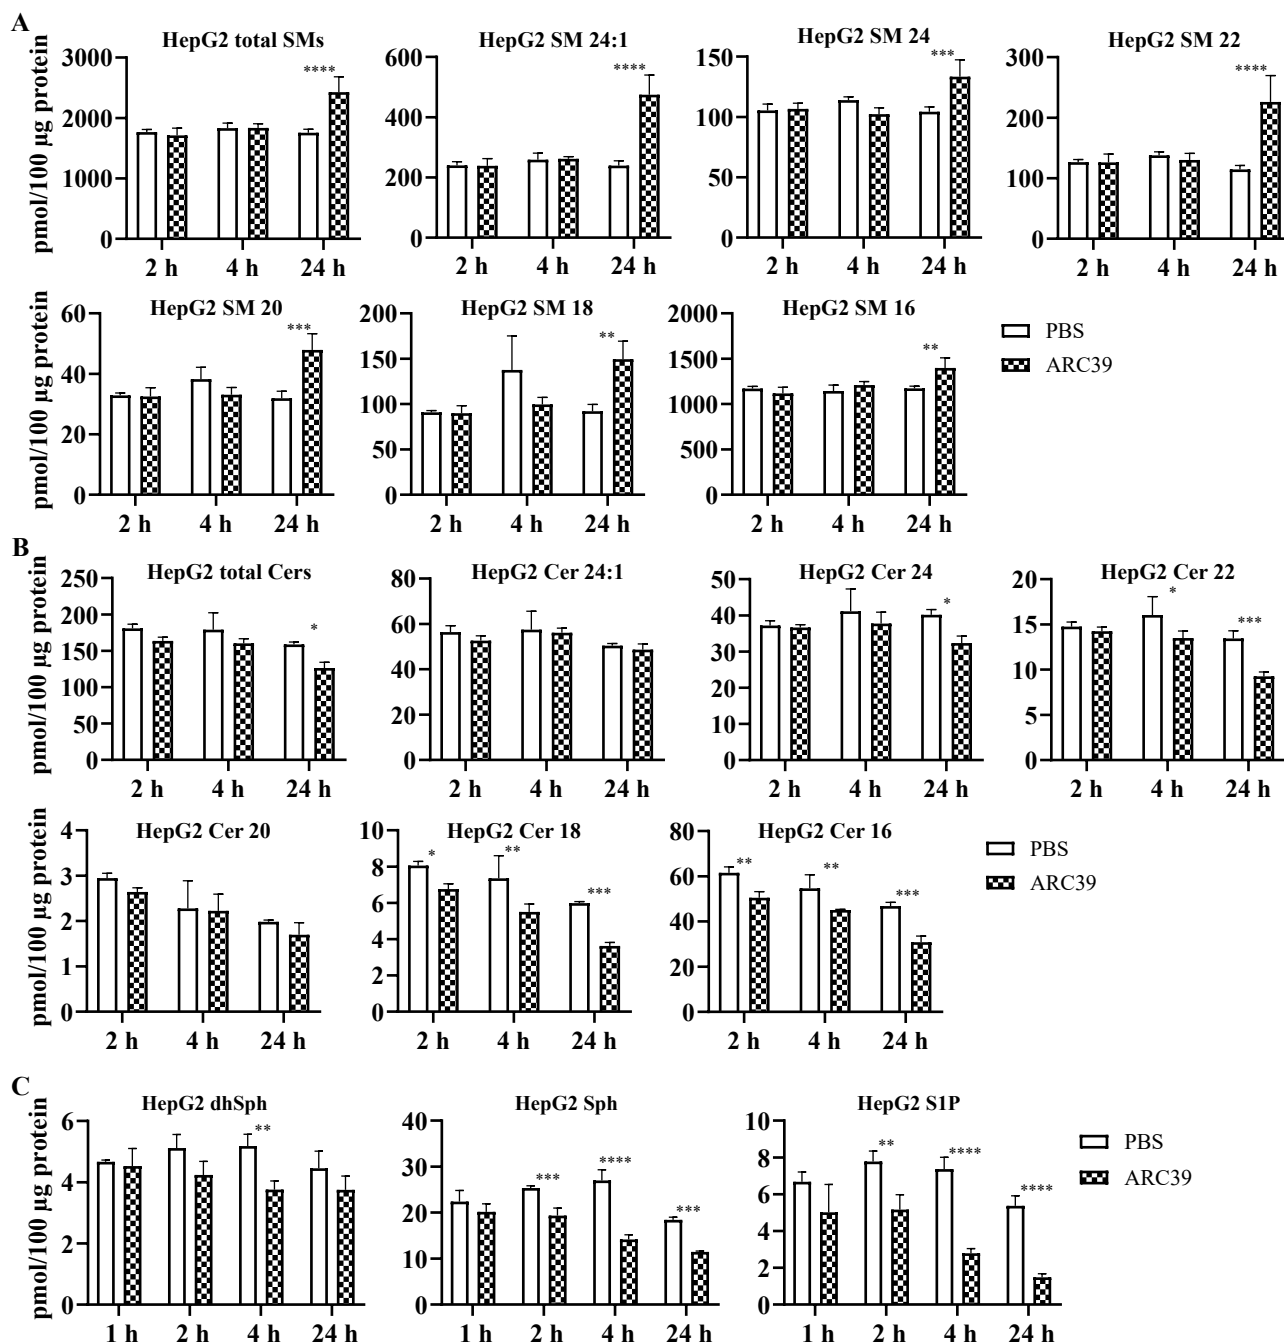 A
HepG2 total SMs
HepG2 SM 24:1
HepG2 SM 24
HepG2 SM 22
pmol/100 µg protein
3000
2000
1000
0
****
2 h 4 h 24 h
600
400
200
0
****
2 h 4 h 24 h
150
100
50
0
***
2 h 4 h 24 h
300
200
100
0
****
2 h 4 h 24 h
HepG2 SM 20
HepG2 SM 18
HepG2 SM 16
pmol/100 µg protein
60
40
20
0
***
2 h 4 h 24 h
200
150
100
50
0
**
2 h 4 h 24 h
2000
1500
1000
500
0
**
2 h 4 h 24 h
PBS
ARC39
B
HepG2 total Cers
HepG2 Cer 24:1
HepG2 Cer 24
HepG2 Cer 22
pmol/100 µg protein
250
200
150
100
50
0
*
2 h 4 h 24 h
80
60
40
20
0
2 h 4 h 24 h
50
40
30
20
10
0
*
2 h 4 h 24 h
20
15
10
5
0
* ***
2 h 4 h 24 h
HepG2 Cer 20
HepG2 Cer 18
HepG2 Cer 16
pmol/100 µg protein
4
3
2
1
0
2 h 4 h 24 h
10
8
6
4
2
0
* ** ***
2 h 4 h 24 h
80
60
40
20
0
** ** ***
2 h 4 h 24 h
PBS
ARC39
C
HepG2 dhSph
HepG2 Sph
HepG2 S1P
pmol/100 µg protein
6
4
2
0
**
1 h 2 h 4 h 24 h
40
30
20
10
0
*** **** ***
1 h 2 h 4 h 24 h
10
8
6
4
2
0
** **** ****
1 h 2 h 4 h 24 h
PBS
ARC39